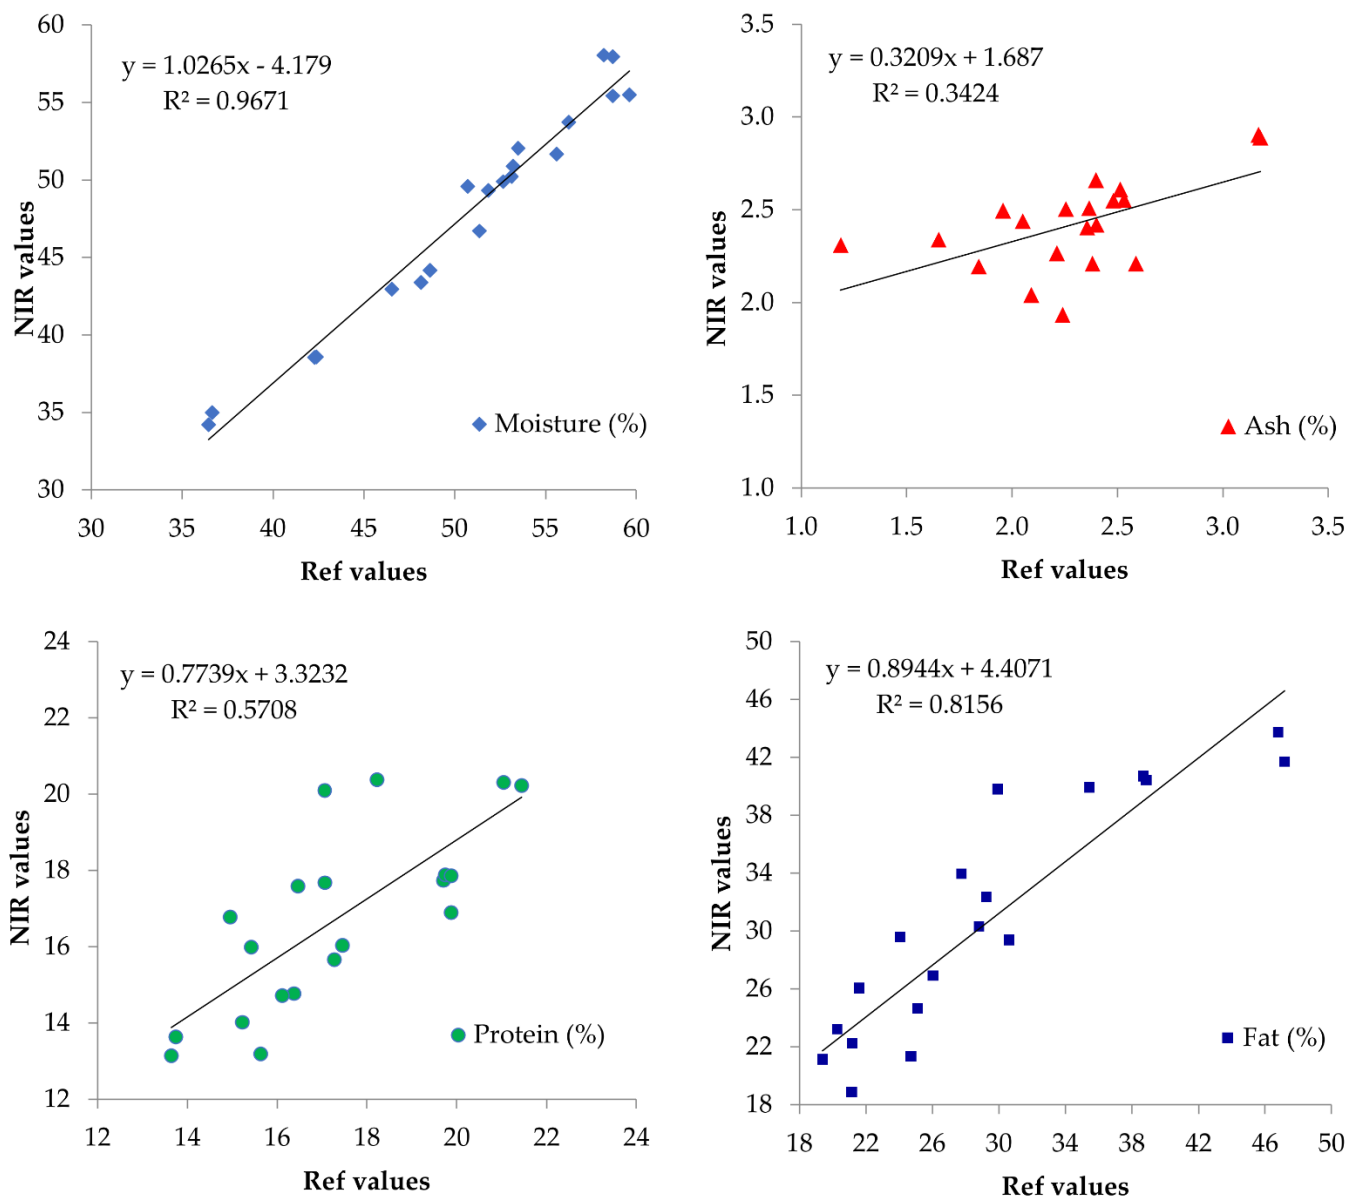 y = 1.0265x - 4.179
R² = 0.9671
NIR values
60
55
50
45
40
35
30
30 35 40 45 50 55 60
Ref values
Moisture (%)
y = 0.3209x + 1.687
R² = 0.3424
NIR values
3.5
3.0
2.5
2.0
1.5
1.0
1.0 1.5 2.0 2.5 3.0 3.5
Ref values
Ash (%)
y = 0.7739x + 3.3232
R² = 0.5708
NIR values
24
22
20
18
16
14
12
12 14 16 18 20 22 24
Ref values
Protein (%)
y = 0.8944x + 4.4071
R² = 0.8156
NIR values
50
46
42
38
34
30
26
22
18
18 22 26 30 34 38 42 46 50
Ref values
Fat (%)